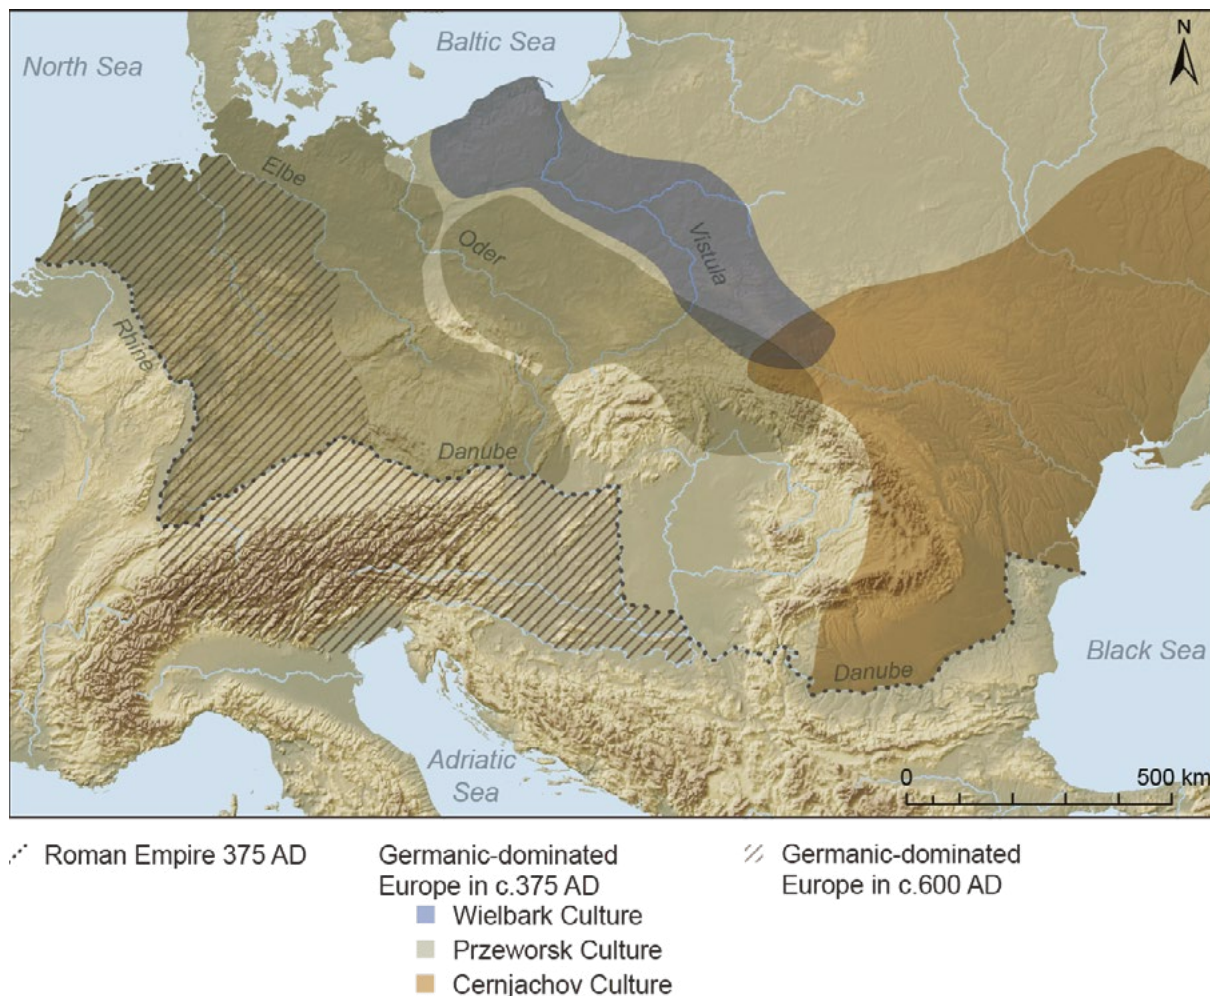 North Sea
Baltic Sea
N
Elbe
Oder
Vistula
Rhine
Danube
Danube
Black Sea
Adriatic
Sea
0
500 km
Roman Empire 375 AD
Germanic-dominated
Europe in c.375 AD
Wielbark Culture
Przeworsk Culture
Cernjachov Culture
Germanic-dominated
Europe in c.600 AD